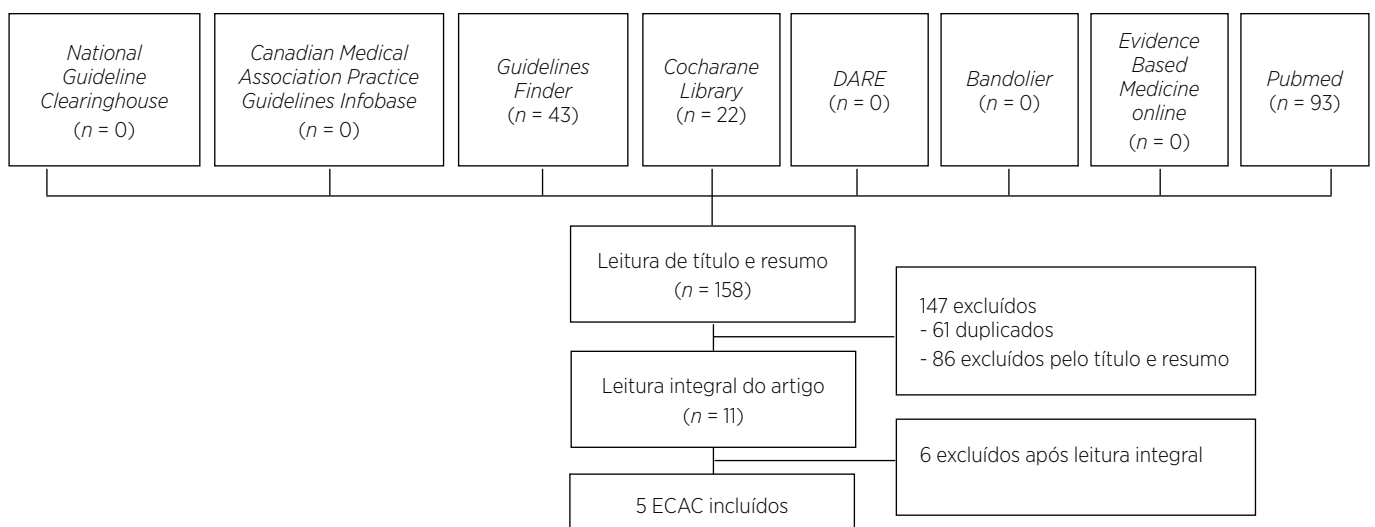 National
Guideline
Clearinghouse
(n = 0)
Canadian Medical
Association Practice
Guidelines Infobase
(n = 0)
Guidelines
Finder
(n = 43)
Cocharane
Library
(n = 22)
DARE
(n = 0)
Bandolier
(n = 0)
Evidence
Based
Medicine
online
(n = 0)
Pubmed
(n = 93)
Leitura de título e resumo
(n = 158)
147 excluídos
- 61 duplicados
- 86 excluídos pelo título e resumo
Leitura integral do artigo
(n = 11)
6 excluídos após leitura integral
5 ECAC incluídos